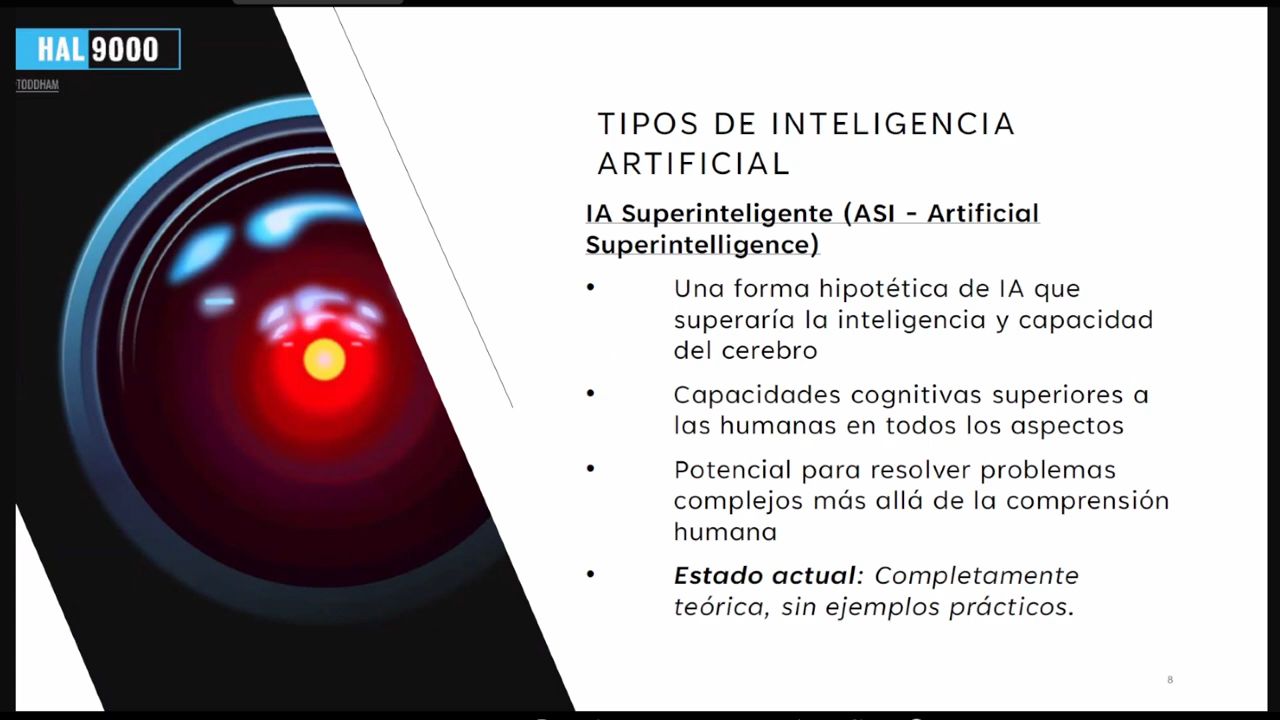 HAL 9000
TODDHAM
TIPOS DE INTELIGENCIA
ARTIFICIAL
IA Superinteligente (ASI - Artificial
Superintelligence)
• Una forma hipotética de IA que
superaría la inteligencia y capacidad
del cerebro
• Capacidades cognitivas superiores a
las humanas en todos los aspectos
• Potencial para resolver problemas
complejos más allá de la comprensión
humana
• Estado actual: Completamente
teórica, sin ejemplos prácticos.
8